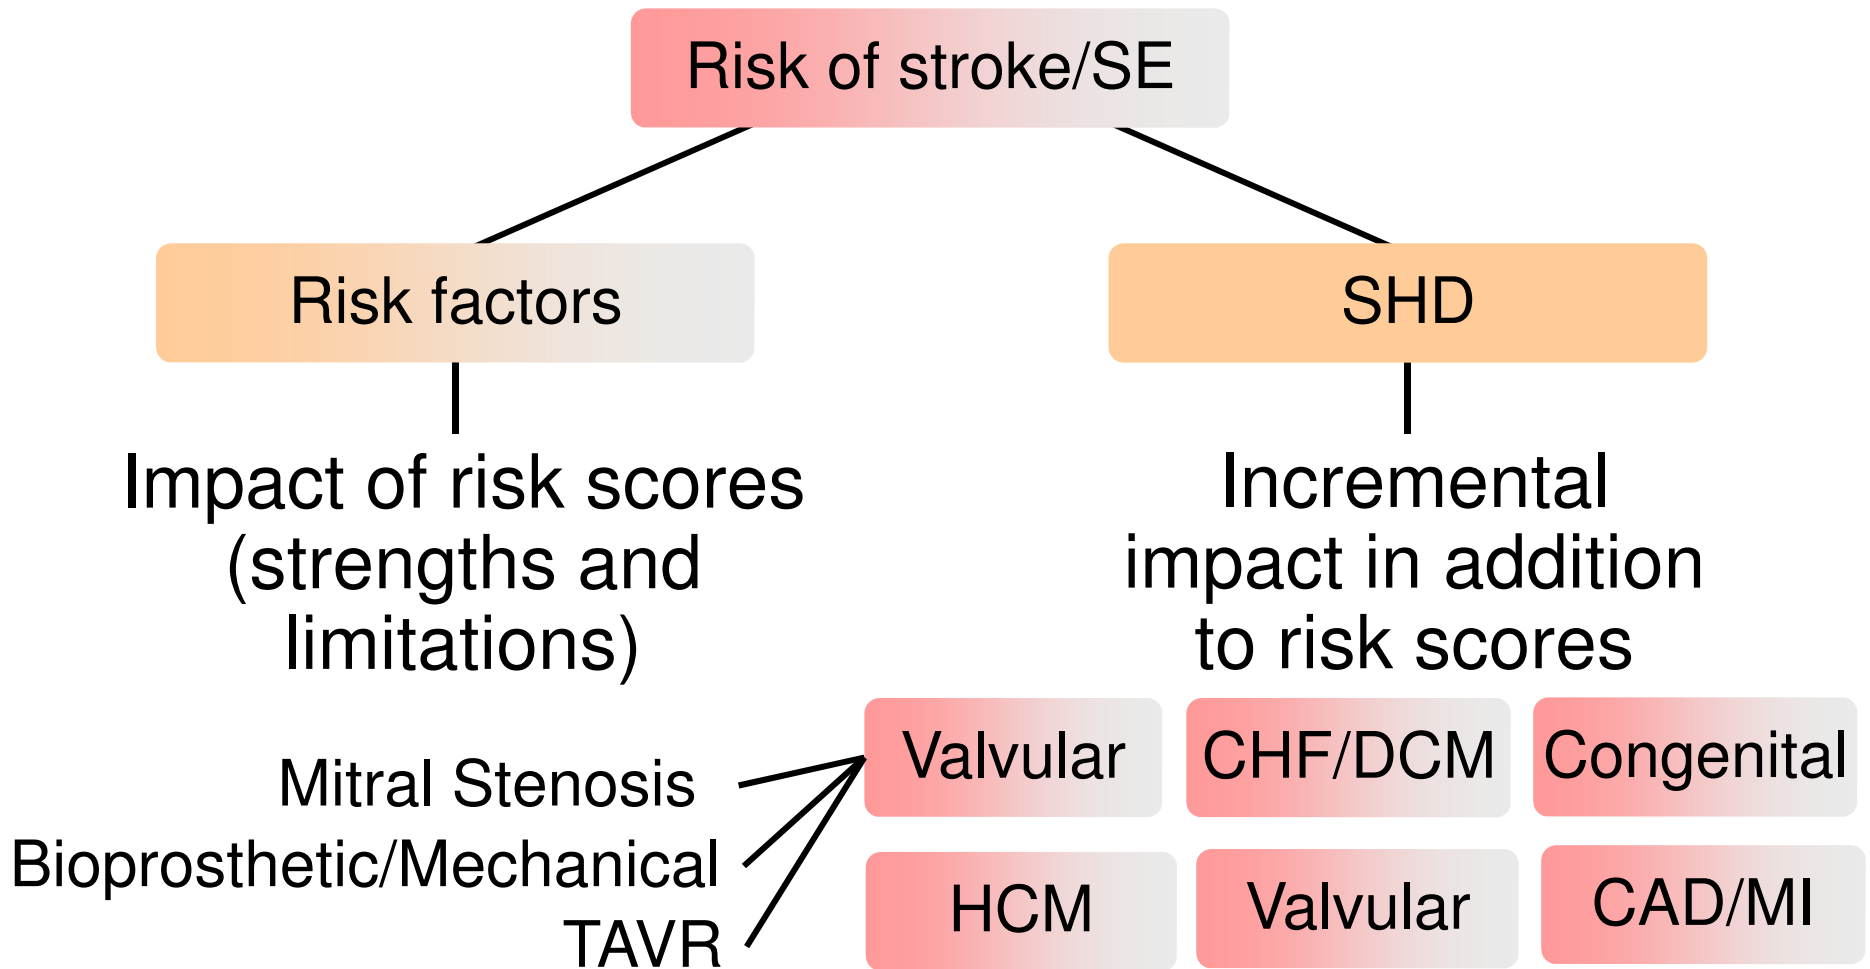 Risk of stroke/SE
Risk factors
SHD
Impact of risk scores
(strengths and
limitations)
Incremental
impact in addition
to risk scores
Valvular
CHF/DCM
Congenital
Mitral Stenosis
Bioprosthetic/Mechanical
TAVR
HCM
Valvular
CAD/MI